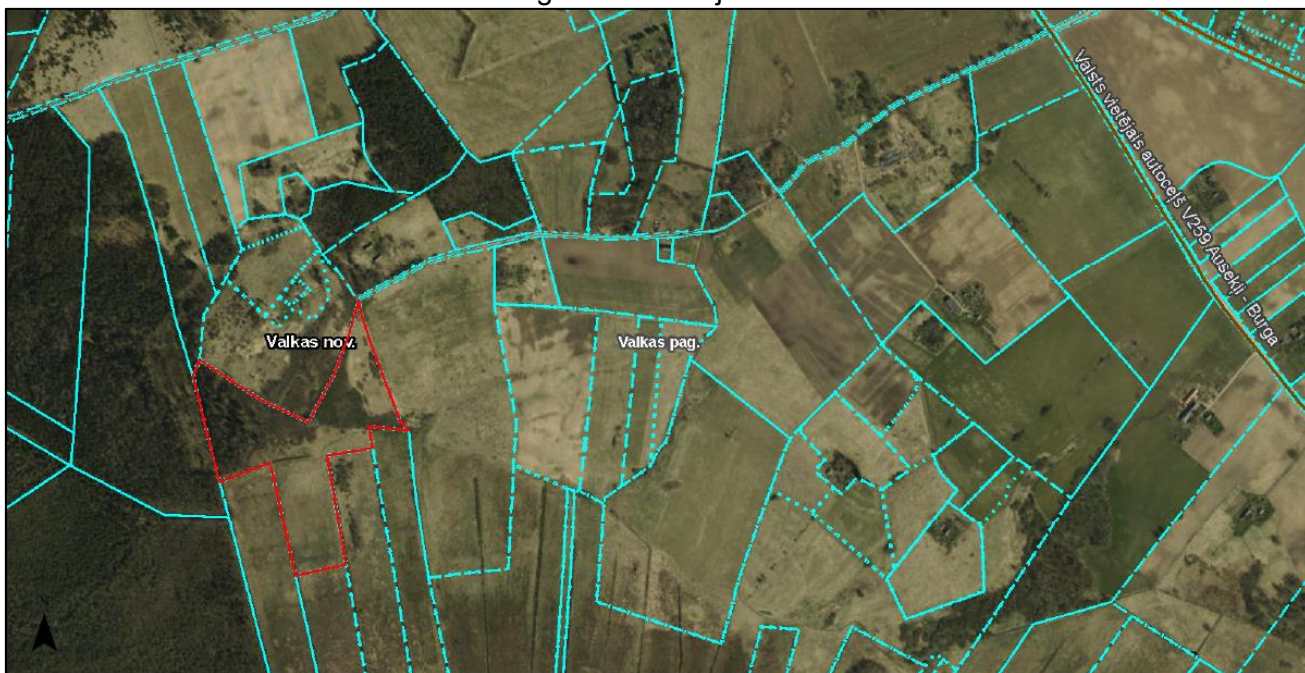 Valsts vietējais autoceļš V259 Ausekļi - Burga
Valkas nov.
Valkas pag.